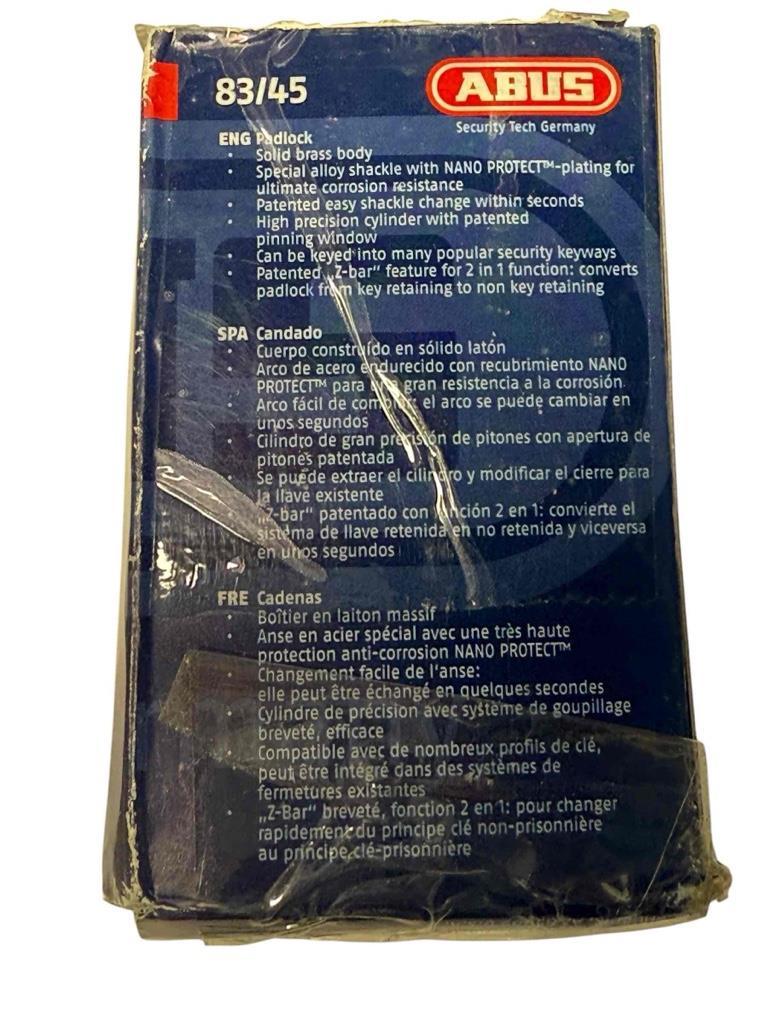 83/45
ABUS
Security Tech Germany
ENG Padlock
• Solid brass body
• Special alloy shackle with NANO PROTECT™-plating for
ultimate corrosion resistance
• Patented easy shackle change within seconds
• High precision cylinder with patented
pinning window
• Can be keyed into many popular security keyways
• Patented „Z-bar“ feature for 2 in 1 function: converts
padlock from key retaining to non key retaining
SPA Candado
• Cuerpo construído en sólido latón
• Arco de acero endurecido con recubrimiento NANO
PROTECT™ para una gran resistencia a la corrosión
• Arco fácil de el arco se puede cambiar en
unos segundos
• Cilindro de gran precisión de pitones con apertura de
pitones patentada
• Se puede extraer el cilindro y modificar el cierre para
la llave existente
• „Z-bar“ patentado con función 2 en 1: convierte el
sistema de llave retenida en no retenida y viceversa
en unos segundos
FRE Cadenas
• Boîtier en laiton massif
• Anse en acier spécial avec une très haute
protection anti-corrosion NANO PROTECT™
• Changement facile de l'anse:
elle peut être échangé en quelques secondes
• Cylindre de précision avec système de goupillage
breveté, efficace
• Compatible avec de nombreux profils de clé,
peut être intégré dans des systèmes de
fermetures existantes
• „Z-Bar“ breveté, fonction 2 en 1: pour changer
rapidement du principe clé non-prisonnière
au principe clé-prisonnière